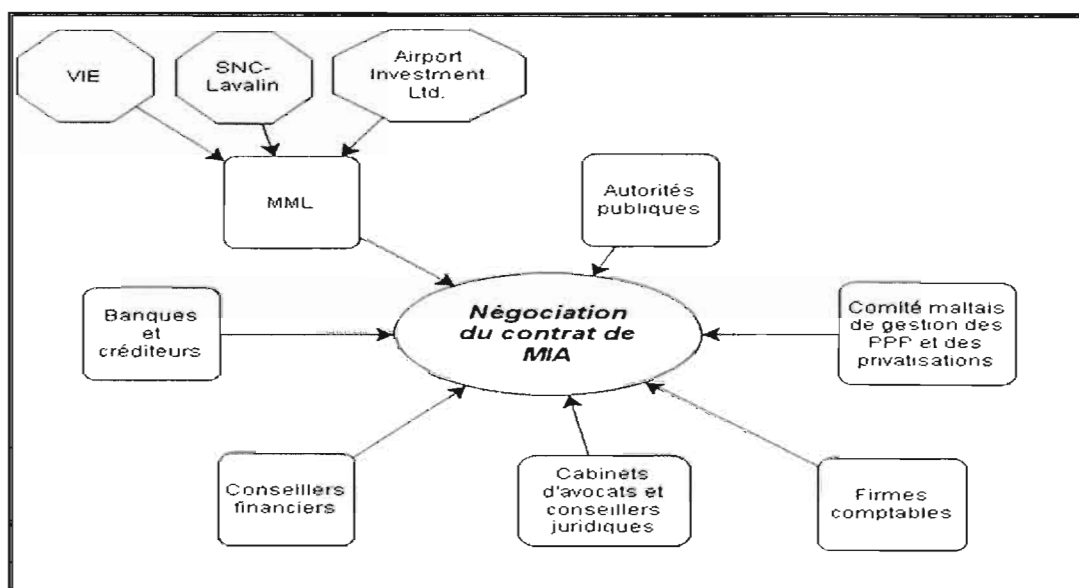 VIE
SNC-
Lavalin
Airport
Investment
Ltd.
MML
Autorités
publiques
Banques
et
créditeurs
Négociation
du contrat de
MIA
Comité maltais
de gestion des
PPP et des
privatisations
Conseillers
financiers
Cabinets
d'avocats et
conseillers
juridiques
Firmes
comptables